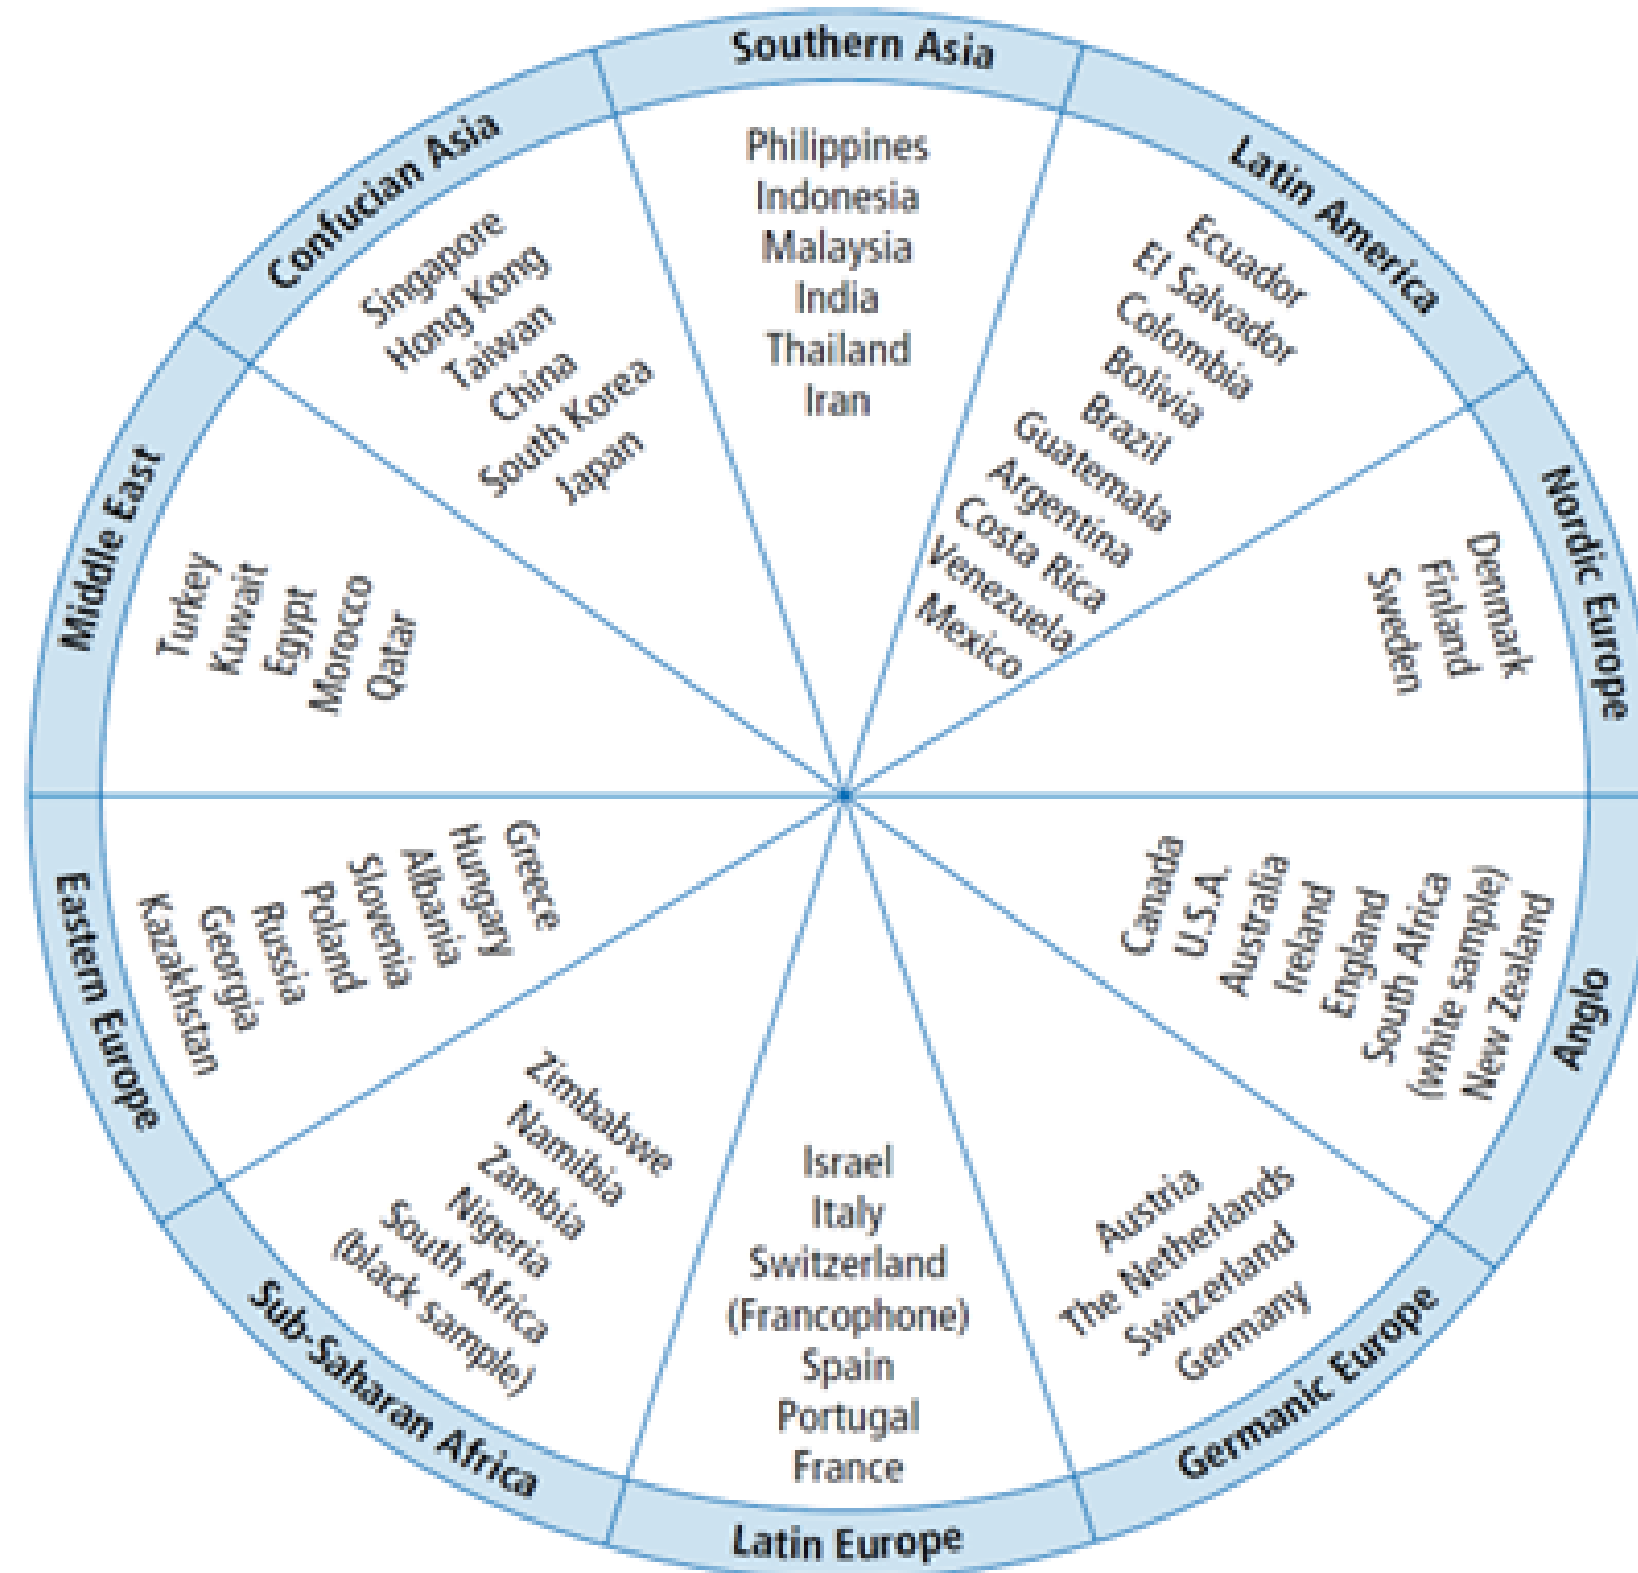 Southern Asia
Philippines
Indonesia
Malaysia
India
Thailand
Iran
Latin America
Ecuador
El Salvador
Colombia
Bolivia
Brazil
Guatemala
Argentina
Costa Rica
Venezuela
Mexico
Nordic Europe
Denmark
Finland
Sweden
Anglo
Canada
U.S.A.
Australia
Ireland
England
South Africa
(white sample)
New Zealand
Germanic Europe
Austria
The Netherlands
Switzerland
Germany
Latin Europe
Israel
Italy
Switzerland
(Francophone)
Spain
Portugal
France
Sub-Saharan Africa
Zimbabwe
Namibia
Zambia
Nigeria
South Africa
(black sample)
Eastern Europe
Greece
Hungary
Albania
Slovenia
Poland
Russia
Georgia
Kazakhstan
Middle East
Turkey
Kuwait
Egypt
Morocco
Qatar
Confucian Asia
Singapore
Hong Kong
Taiwan
China
South Korea
Japan